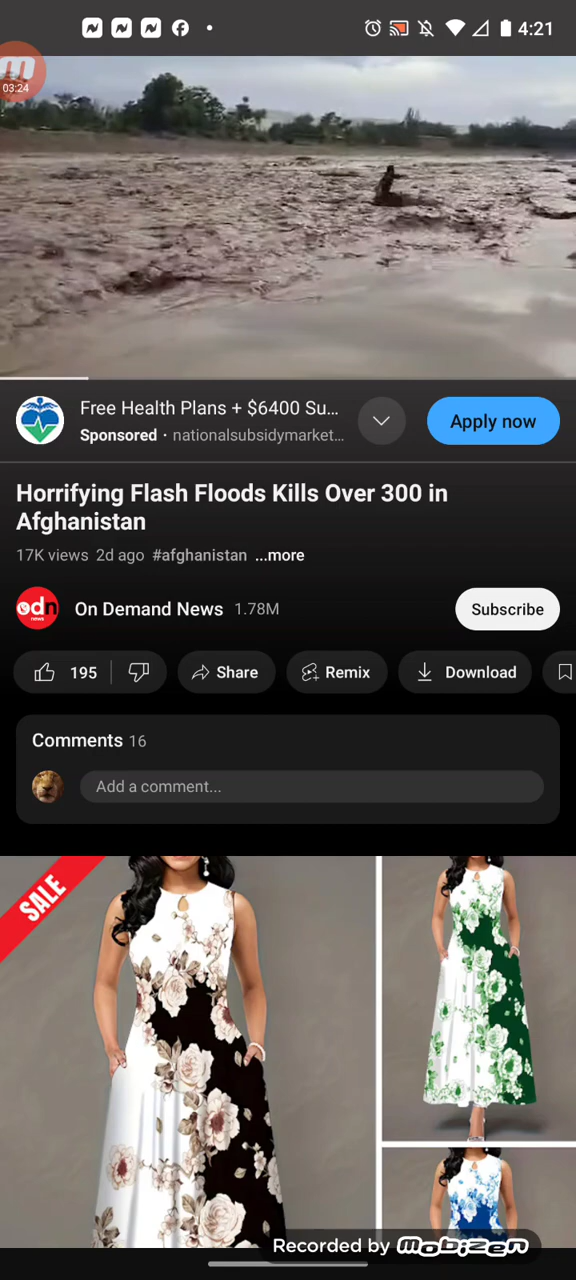 4:21
03:24
Free Health Plans + $6400 Su...
Sponsored · nationalsubsidymarket...
Apply now
Horrifying Flash Floods Kills Over 300 in
Afghanistan
17K views 2d ago #afghanistan ...more
odn
news
On Demand News 1.78M
Subscribe
195
Share
Remix
Download
Comments 16
Add a comment...
SALE
Recorded by mobizen